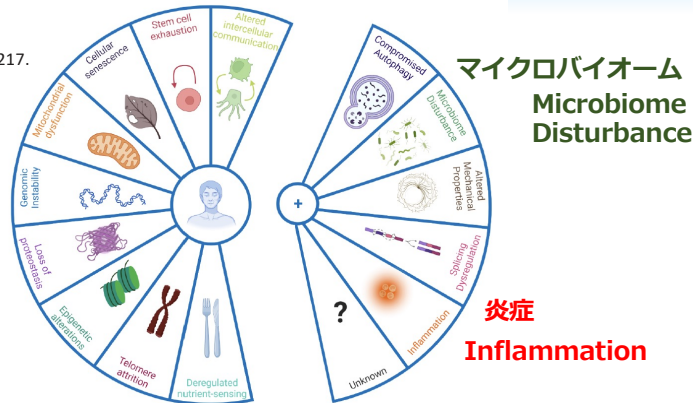 217.
Altered
intercellular
communication
Stem cell
exhaustion
Cellular
senescence
Mitochondrial
dysfunction
Genomic
Instability
Loss of
proteostasis
Epigenetic
alterations
Telomere
attrition
Deregulated
nutrient-sensing
Compromised
Autophagy
Microbiome
Disturbance
Altered
Mechanical
Properties
Splicing
Dysregulation
Inflammation
Unknown
?
+
マイクロバイオーム
Microbiome
Disturbance
炎症
Inflammation